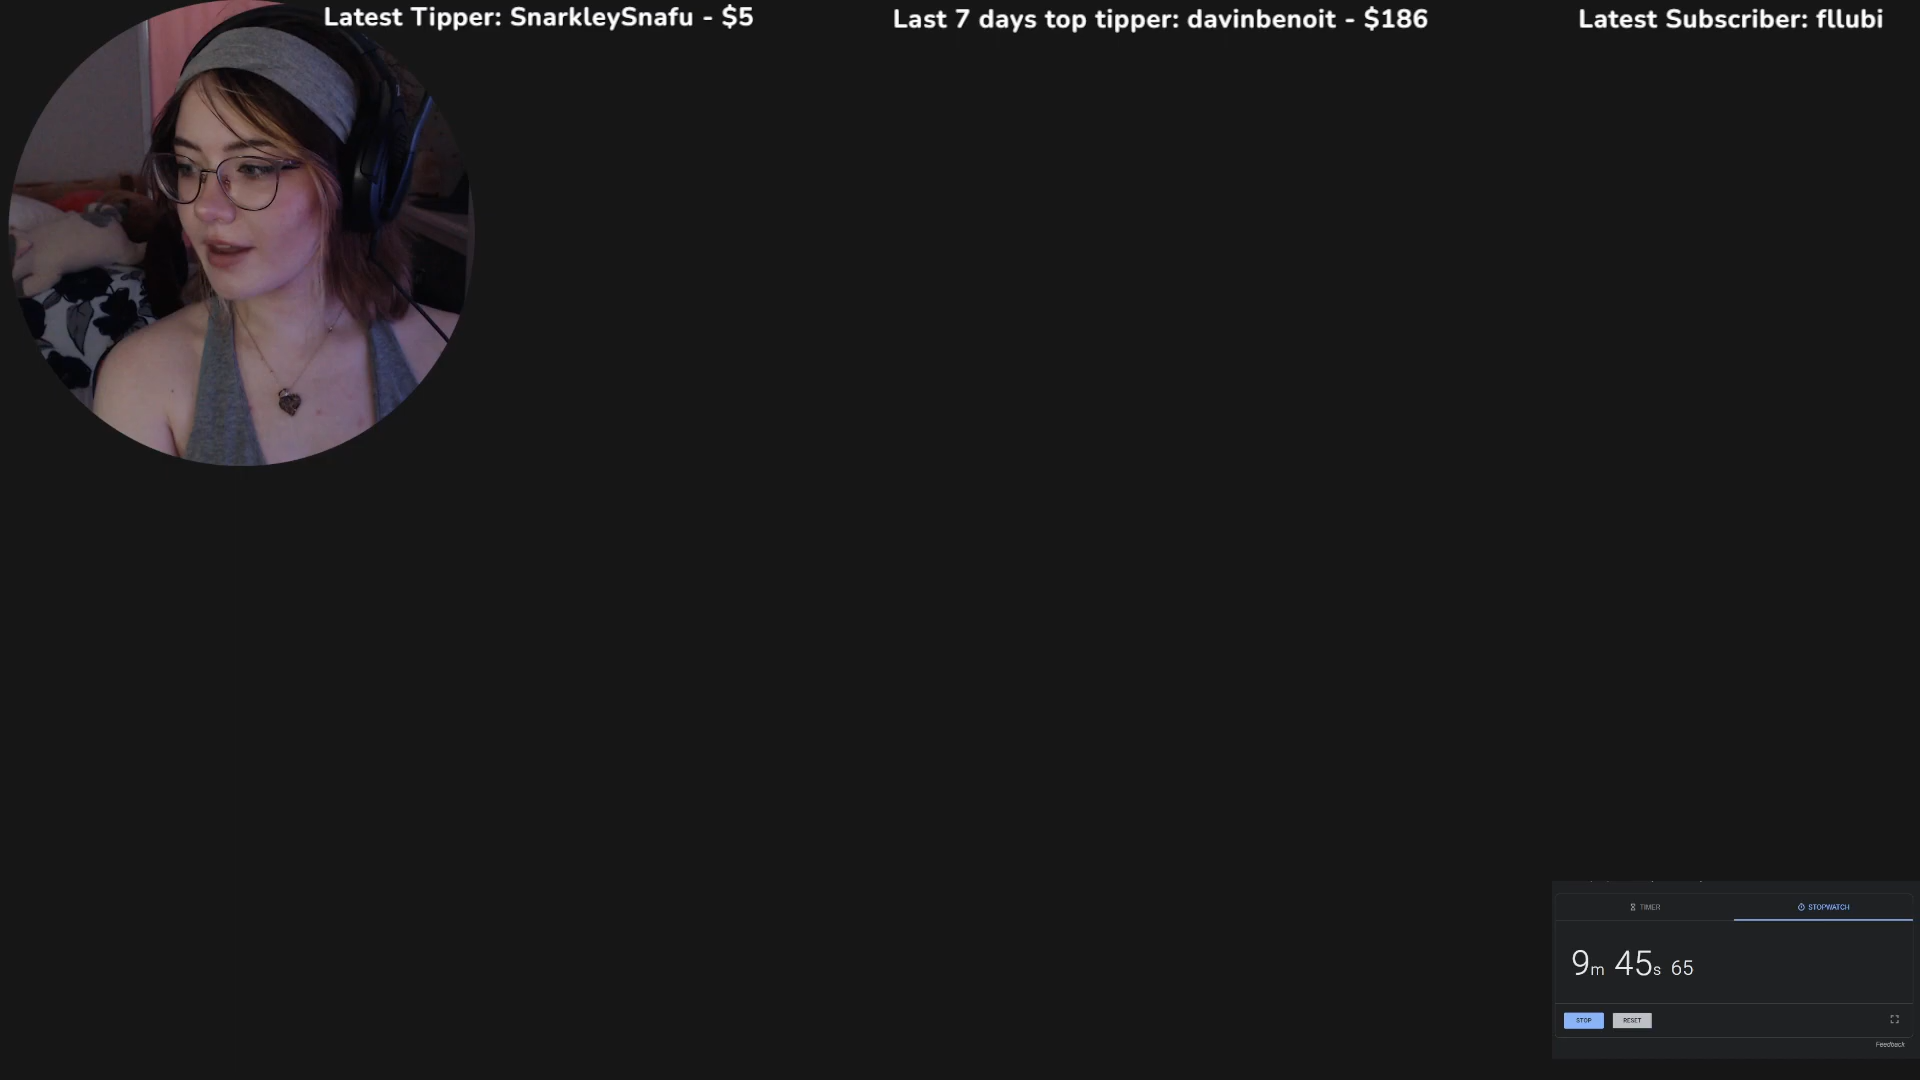 Latest Tipper: SnarkleySnafu - $5
Last 7 days top tipper: davinbenoit - $186
Latest Subscriber: fllubi
TIMER
STOPWATCH
9m 45s 65
STOP
RESET
Feedback